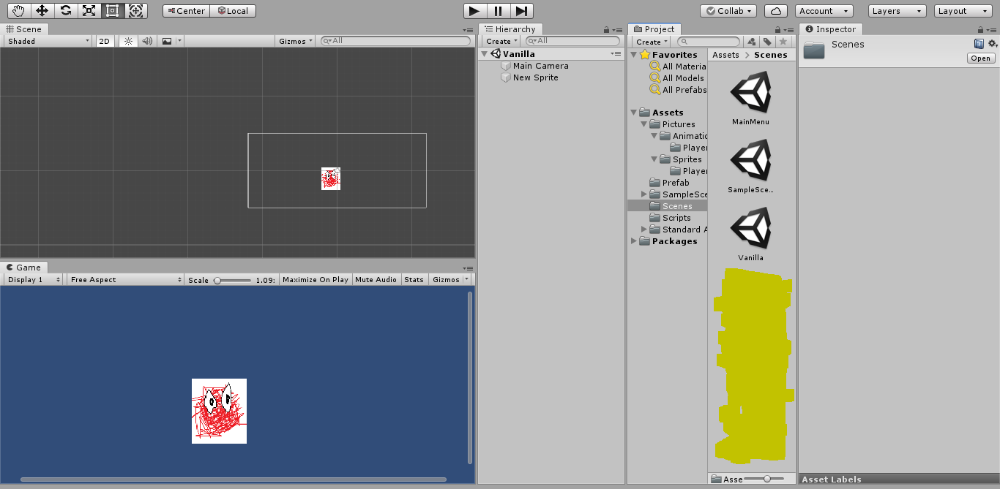 Center Local Collab Account Layers Layout
Scene
Shaded 2D Gizmos All
Game
Display 1 Free Aspect Scale 1.09: Maximize On Play Mute Audio Stats Gizmos
Hierarchy
Create All
Vanilla
Main Camera
New Sprite
Project
Create
Favorites
All Materia
All Models
All Prefabs
Assets
Pictures
Animatio
Player
Sprites
Player
Prefab
SampleSce
Scenes
Scripts
Standard A
Packages
Assets > Scenes
MainMenu
SampleSce...
Vanilla
Asse
Inspector
Scenes
Open
Asset Labels